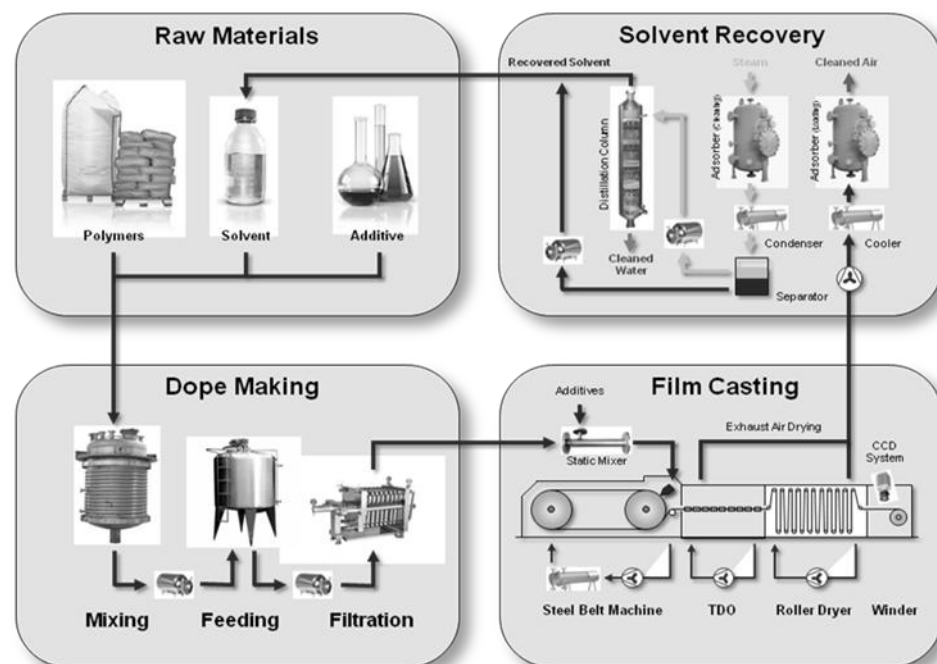 Raw Materials
Polymers
Solvent
Additive
Solvent Recovery
Recovered Solvent
Steam
Cleaned Air
Distillation Column
Adsorber (Cleaning)
Adsorber (Loading)
Condenser
Cooler
Cleaned
Water
Separator
Dope Making
Mixing
Feeding
Filtration
Film Casting
Additives
Static Mixer
Exhaust Air Drying
CCD
System
Steel Belt Machine
TDO
Roller Dryer
Winder